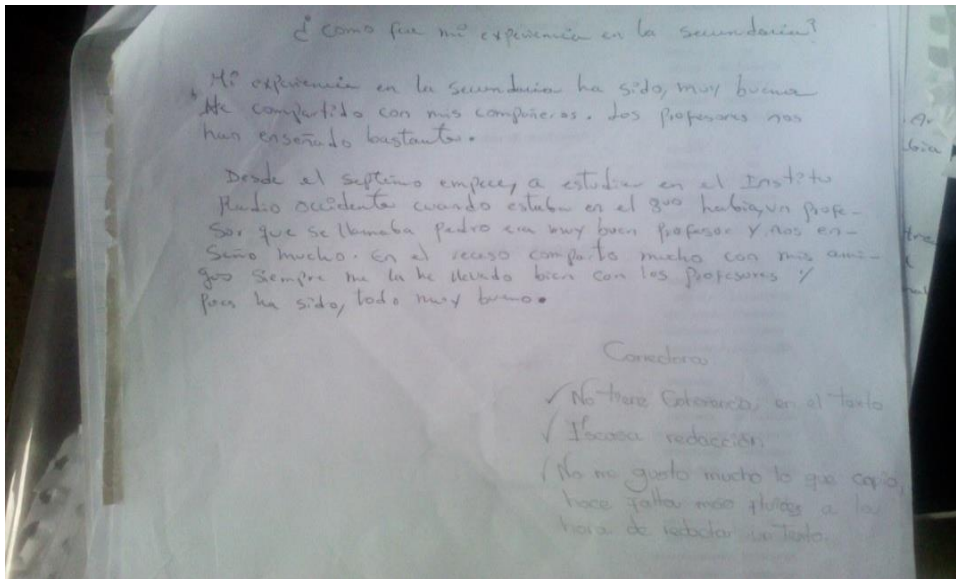 ¿como fue mi experiencia en la secundaria?
Mi experiencia en la secundaria ha sido, muy buena
He compartido con mis compañeros. Los profesores nos
han enseñado bastante.
Desde el septimo empece, a estudiar en el Institu
Radio occidente cuando estaba en el 9no habia, un profe-
sor que se llamaba pedro era muy buen profesor y nos en-
seño mucho. En el receso comparto mucho con mis ami-
gos siempre me la he llevado bien con los profesores y
pues ha sido, todo muy bueno.
Conectores
✓ No tiene Coherencia, en el texto
✓ Escasa redacción
✓ No me gusto mucho lo que copio,
hace falta más fluides a la
hora de redactar un Texto.